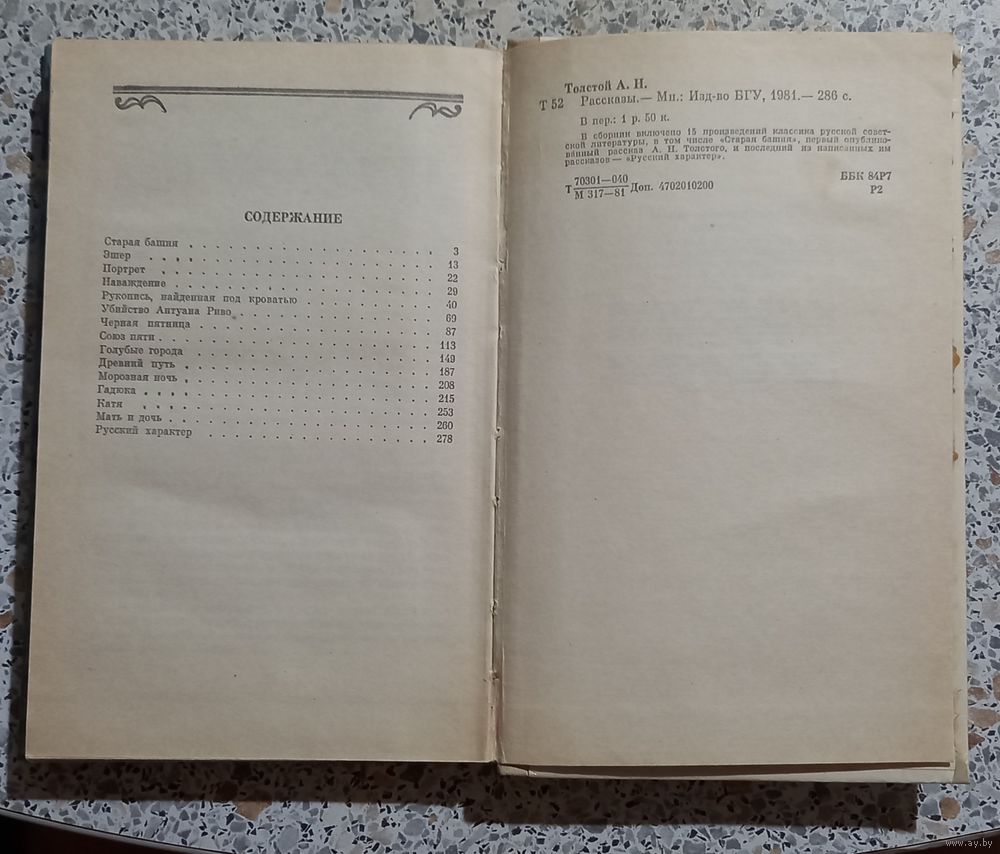 СОДЕРЖАНИЕ
Старая башня 3
Эшер 13
Портрет 22
Наваждение 29
Рукопись, найденная под кроватью 40
Убийство Антуана Риво 69
Черная пятница 87
Союз пяти 113
Голубые города 149
Древний путь 187
Морозная ночь 208
Гадюка 215
Катя 253
Мать и дочь 260
Русский характер 278
Толстой А. Н.
Т 52 Рассказы.— Мн.: Изд-во БГУ, 1981.— 286 с.
В пер.: 1 р. 50 к.
В сборник включено 15 произведений классика русской совет-
ской литературы, в том числе «Старая башня», первый опублико-
ванный рассказ А. Н. Толстого, и последний из написанных им
рассказов — «Русский характер».
Т 70301—040
М 317—81 Доп. 4702010200
ББК 84Р7
Р2
www.ay.by